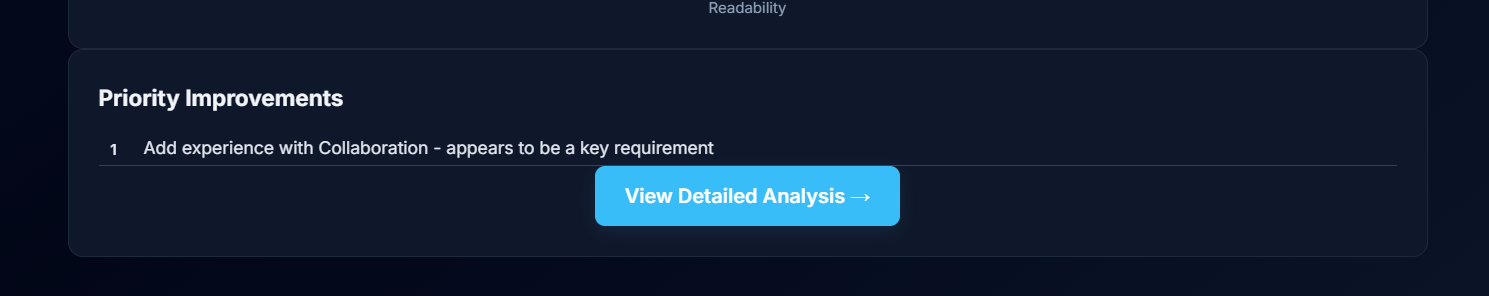 Readability
Priority Improvements
1 Add experience with Collaboration - appears to be a key requirement
View Detailed Analysis →